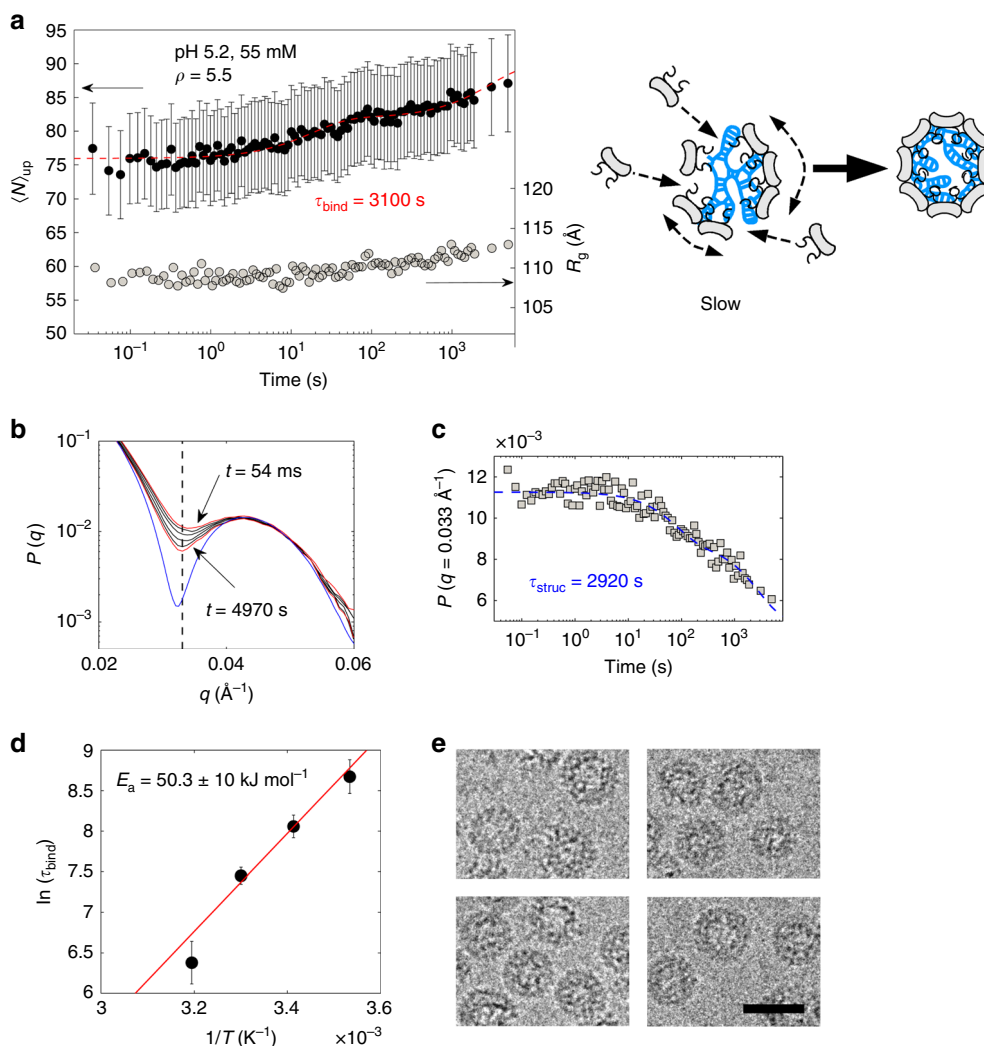 a
95
90
85
80
75
70
65
60
55
50
⟨N⟩up
pH 5.2, 55 mM
ρ = 5.5
τbind = 3100 s
120
115
110
105
100
Rg (Å)
10⁻¹
10⁰
10¹
10²
10³
Time (s)
Slow
b
10⁻¹
10⁻²
10⁻³
P(q)
t = 54 ms
t = 4970 s
0.02
0.04
0.06
q (Å⁻¹)
c
×10⁻³
12
10
8
6
P (q = 0.033 Å⁻¹)
τstruc = 2920 s
10⁻¹
10⁰
10¹
10²
10³
Time (s)
d
9
8.5
8
7.5
7
6.5
6
ln (τbind)
Ea = 50.3 ± 10 kJ mol⁻¹
3
3.2
3.4
3.6
×10⁻³
1/T (K⁻¹)
e